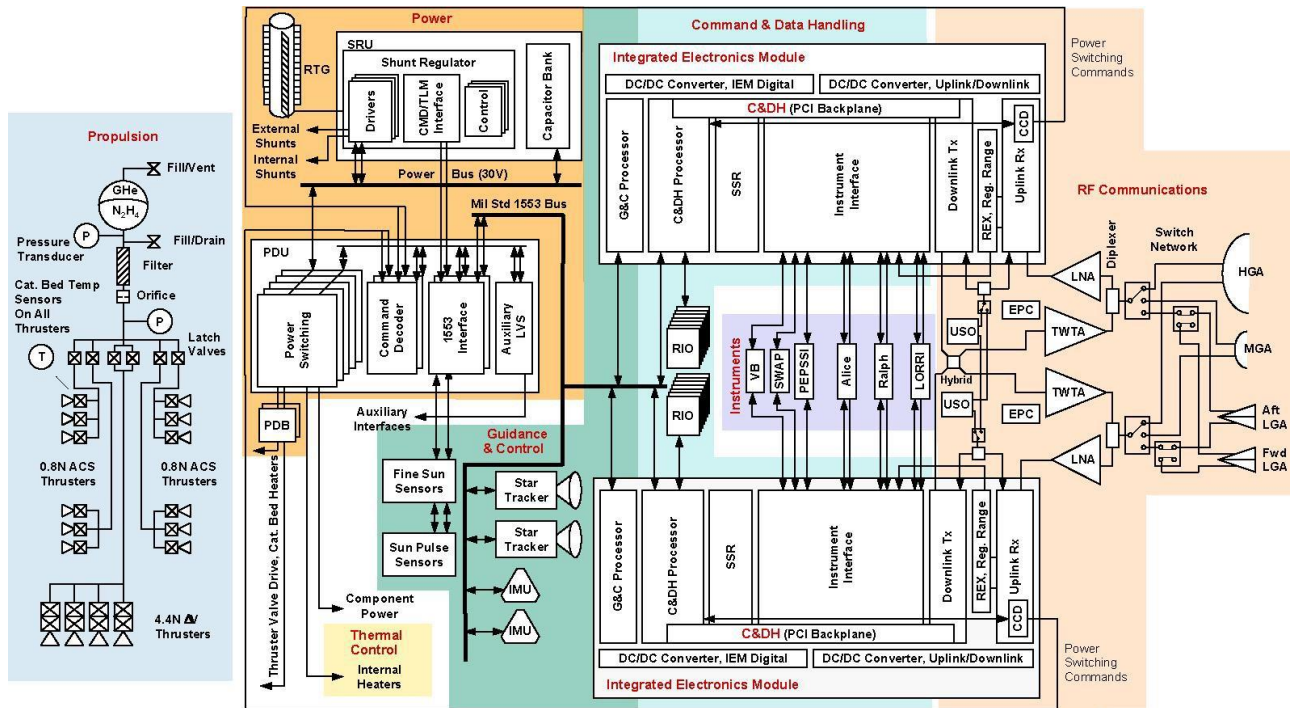 Propulsion
Fill/Vent
GHe
N₂H₄
P
Pressure
Transducer
Fill/Drain
Filter
Cat. Bed Temp
Sensors
On All
Thrusters
Orifice
P
T
Latch
Valves
0.8N ACS
Thrusters
0.8N ACS
Thrusters
4.4N ΔV
Thrusters
Power
RTG
SRU
Shunt Regulator
Drivers
CMD/TLM
Interface
Control
Capacitor Bank
External
Shunts
Internal
Shunts
Power Bus (30V)
Mil Std 1553 Bus
PDU
Power
Switching
Command
Decoder
1553
Interface
Auxiliary
LVS
PDB
Auxiliary
Interfaces
Thruster Valve Drive, Cat. Bed Heaters
Component
Power
Thermal
Control
Internal
Heaters
Guidance
& Control
Fine Sun
Sensors
Sun Pulse
Sensors
Star
Tracker
Star
Tracker
IMU
IMU
Command & Data Handling
Integrated Electronics Module
DC/DC Converter, IEM Digital
DC/DC Converter, Uplink/Downlink
C&DH (PCI Backplane)
G&C Processor
C&DH Processor
SSR
Instrument
Interface
Downlink Tx
REX, Reg. Range
Uplink Rx
CCD
RIO
RIO
Instruments
VB
SWAP
PEPSSI
Alice
Ralph
LORRI
G&C Processor
C&DH Processor
SSR
Instrument
Interface
Downlink Tx
REX, Reg. Range
Uplink Rx
CCD
C&DH (PCI Backplane)
DC/DC Converter, IEM Digital
DC/DC Converter, Uplink/Downlink
Integrated Electronics Module
Power
Switching
Commands
RF Communications
Switch
Network
Diplexer
LNA
HGA
USO
EPC
TWTA
MGA
Hybrid
USO
EPC
TWTA
LNA
Aft
LGA
Fwd
LGA
Power
Switching
Commands